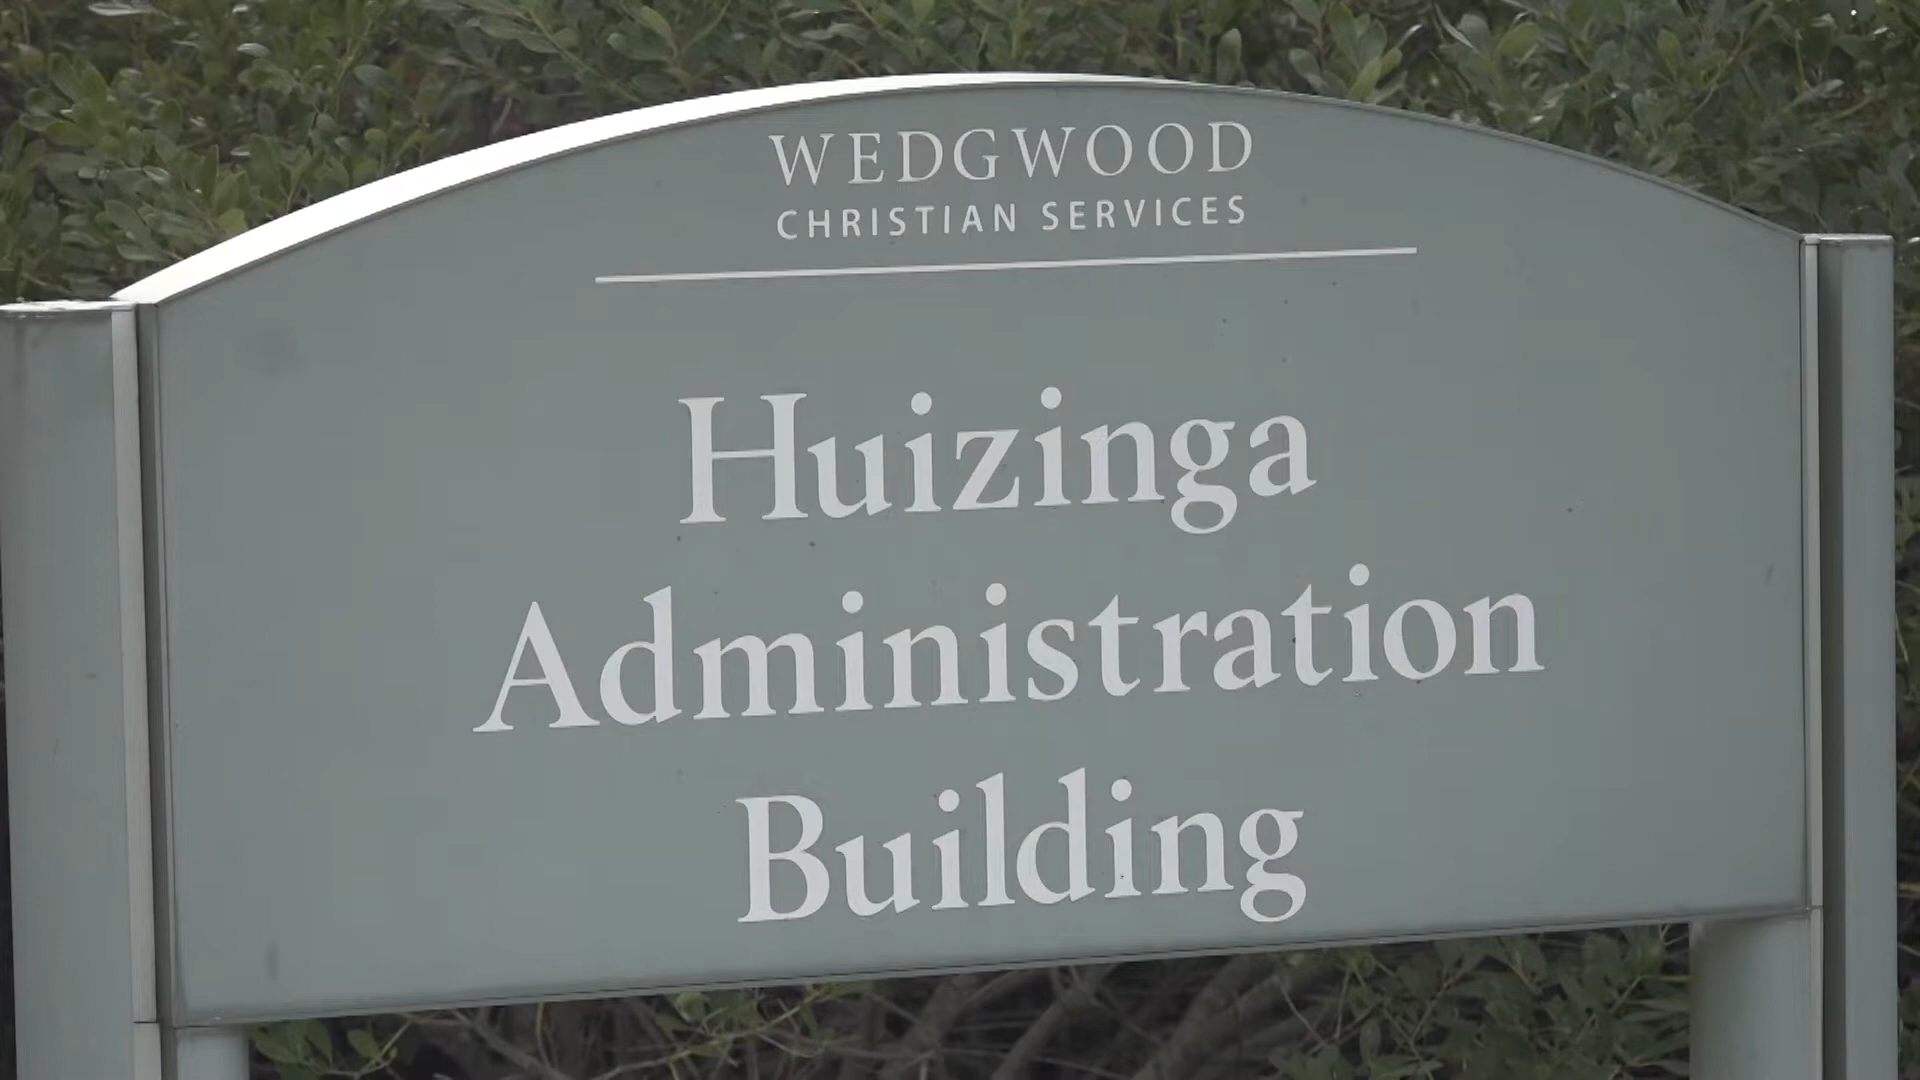 WEDGWOOD
CHRISTIAN SERVICES
Huizinga
Administration
Building